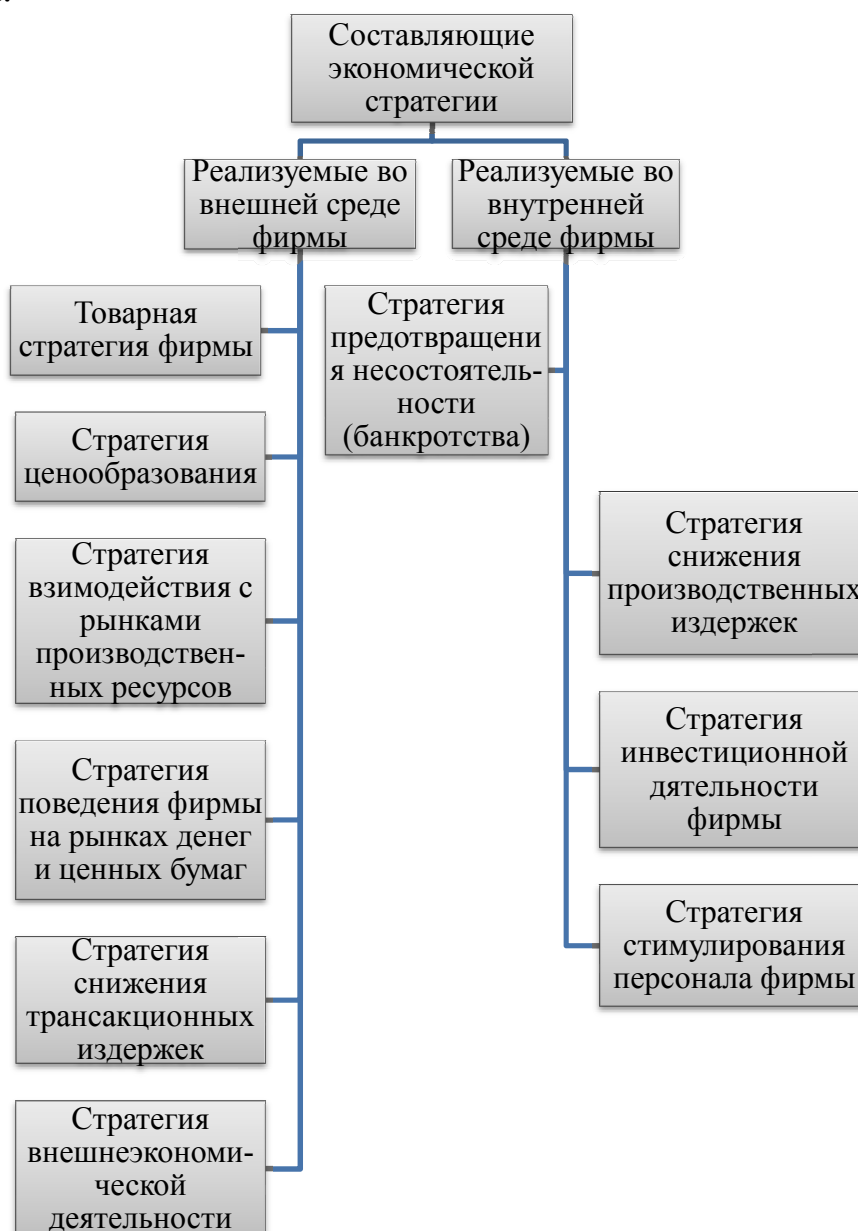 Составляющие
экономической
стратегии
Реализуемые во
внешней среде
фирмы
Реализуемые во
внутренней
среде фирмы
Товарная
стратегия фирмы
Стратегия
ценообразования
Стратегия
взимодействия с
рынками
производствен-
ных ресурсов
Стратегия
поведения фирмы
на рынках денег
и ценных бумаг
Стратегия
снижения
трансакционных
издержек
Стратегия
внешнеэкономи-
ческой
деятельности
Стратегия
предотвращени
я несостоятель-
ности
(банкротства)
Стратегия
снижения
производственных
издержек
Стратегия
инвестиционной
дятельности
фирмы
Стратегия
стимулирования
персонала фирмы